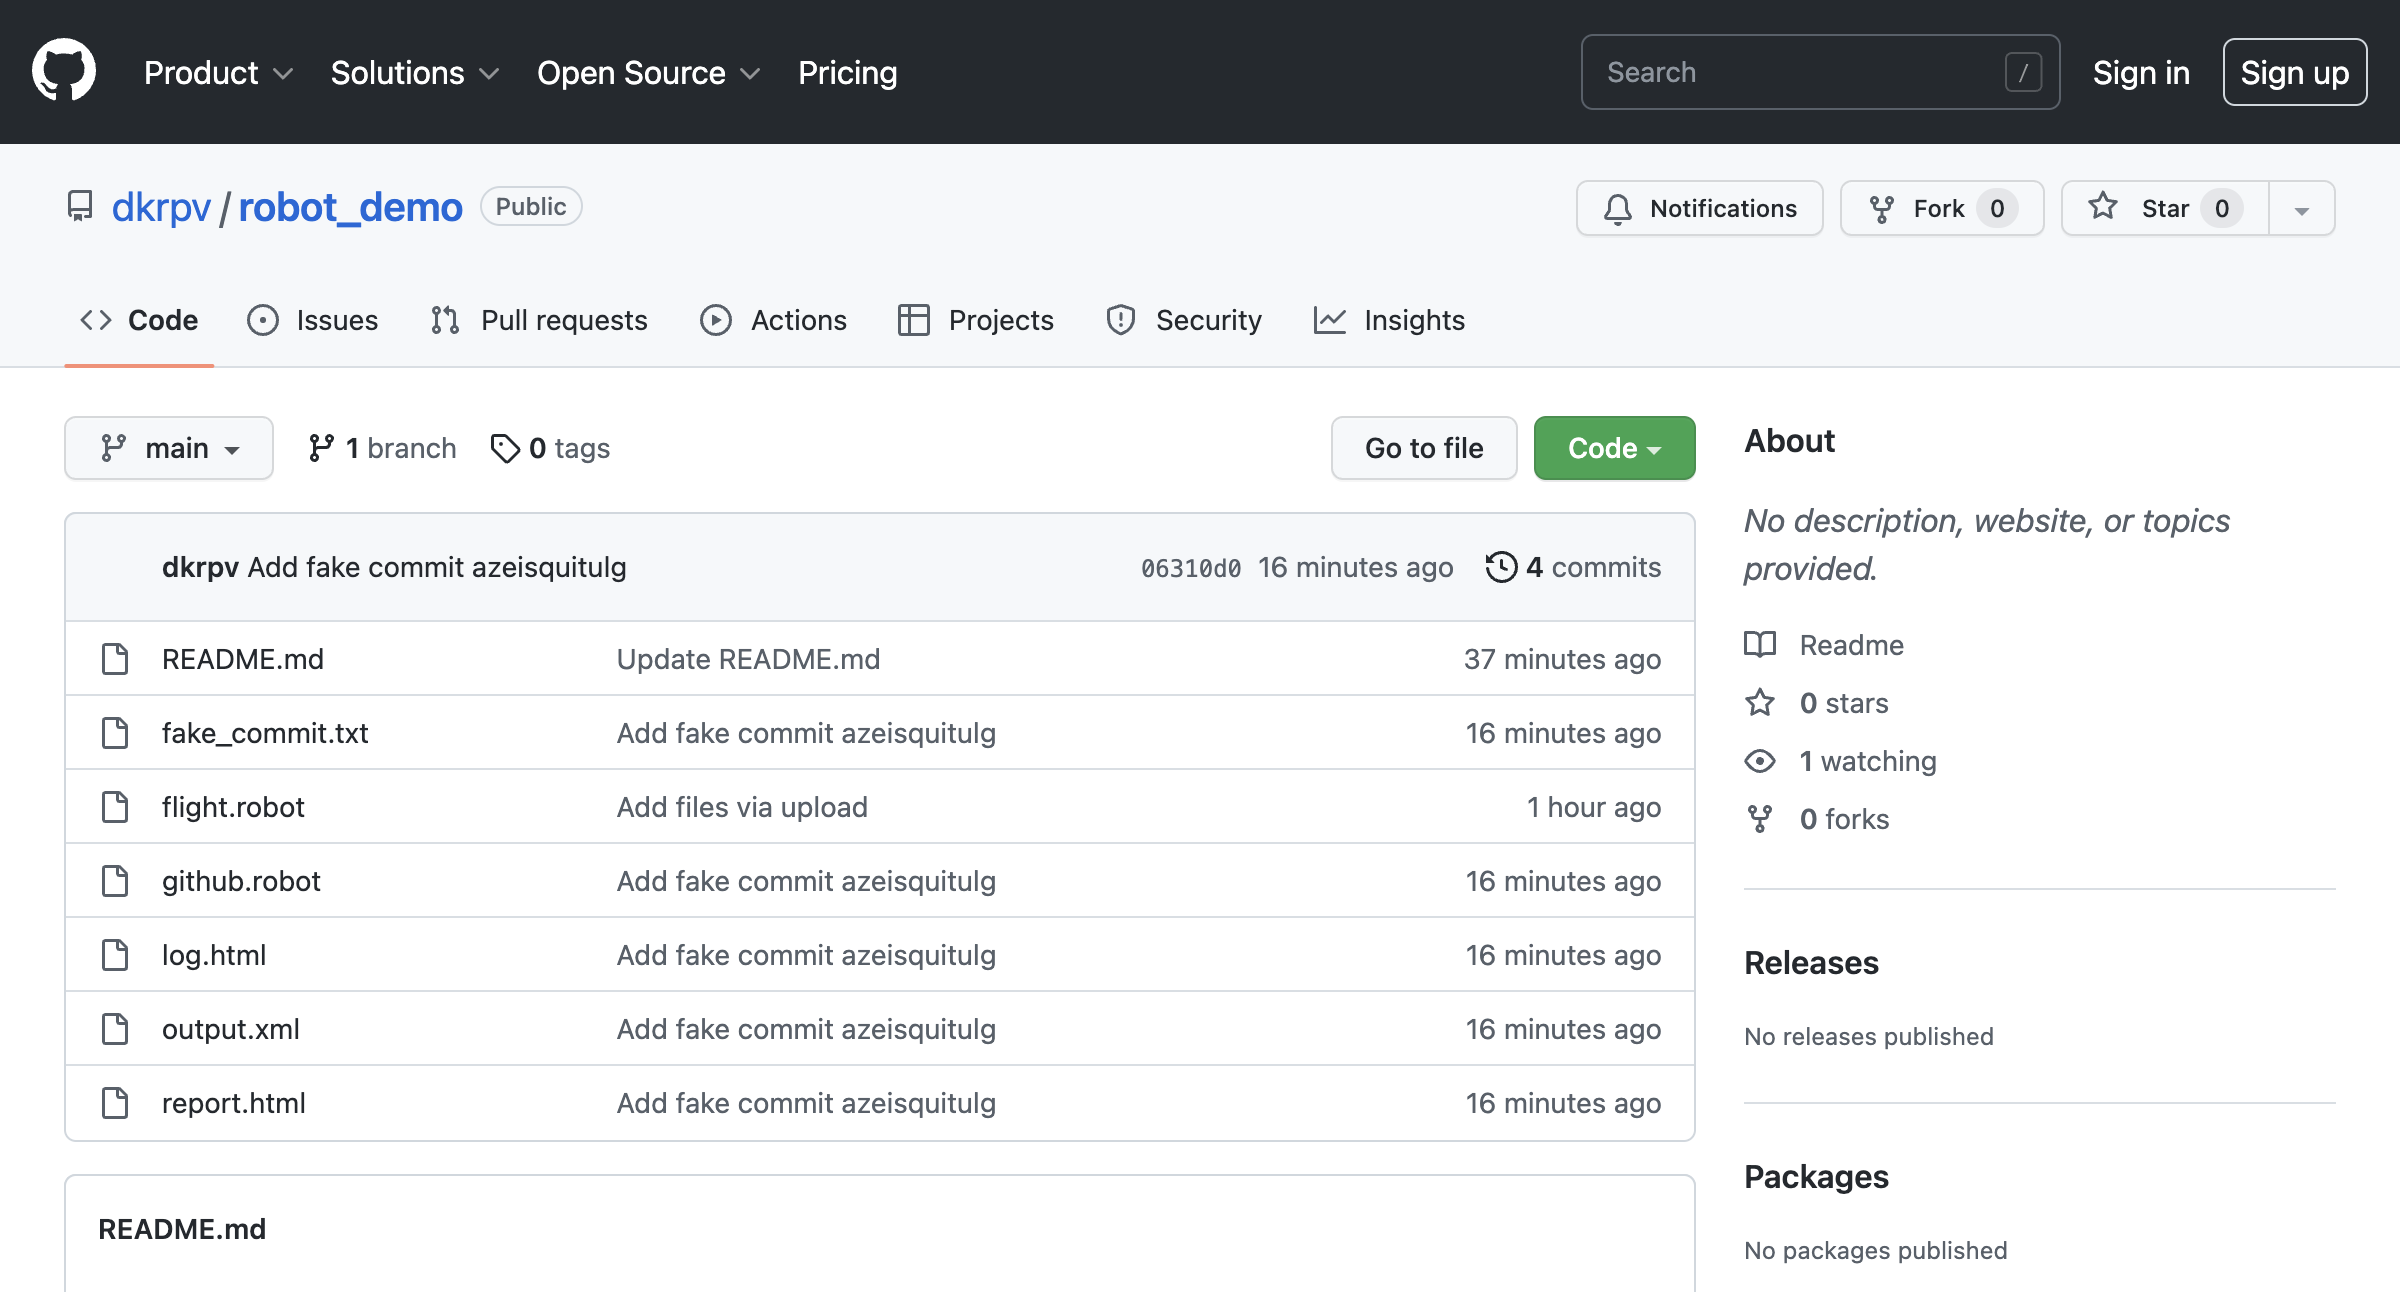 Product Solutions Open Source Pricing Search / Sign in Sign up
dkrpv / robot_demo Public Notifications Fork 0 Star 0
Code Issues Pull requests Actions Projects Security Insights
main 1 branch 0 tags Go to file Code
dkrpv Add fake commit azeisquitulg 06310d0 16 minutes ago 4 commits
README.md Update README.md 37 minutes ago
fake_commit.txt Add fake commit azeisquitulg 16 minutes ago
flight.robot Add files via upload 1 hour ago
github.robot Add fake commit azeisquitulg 16 minutes ago
log.html Add fake commit azeisquitulg 16 minutes ago
output.xml Add fake commit azeisquitulg 16 minutes ago
report.html Add fake commit azeisquitulg 16 minutes ago
README.md
About
No description, website, or topics
provided.
Readme
0 stars
1 watching
0 forks
Releases
No releases published
Packages
No packages published